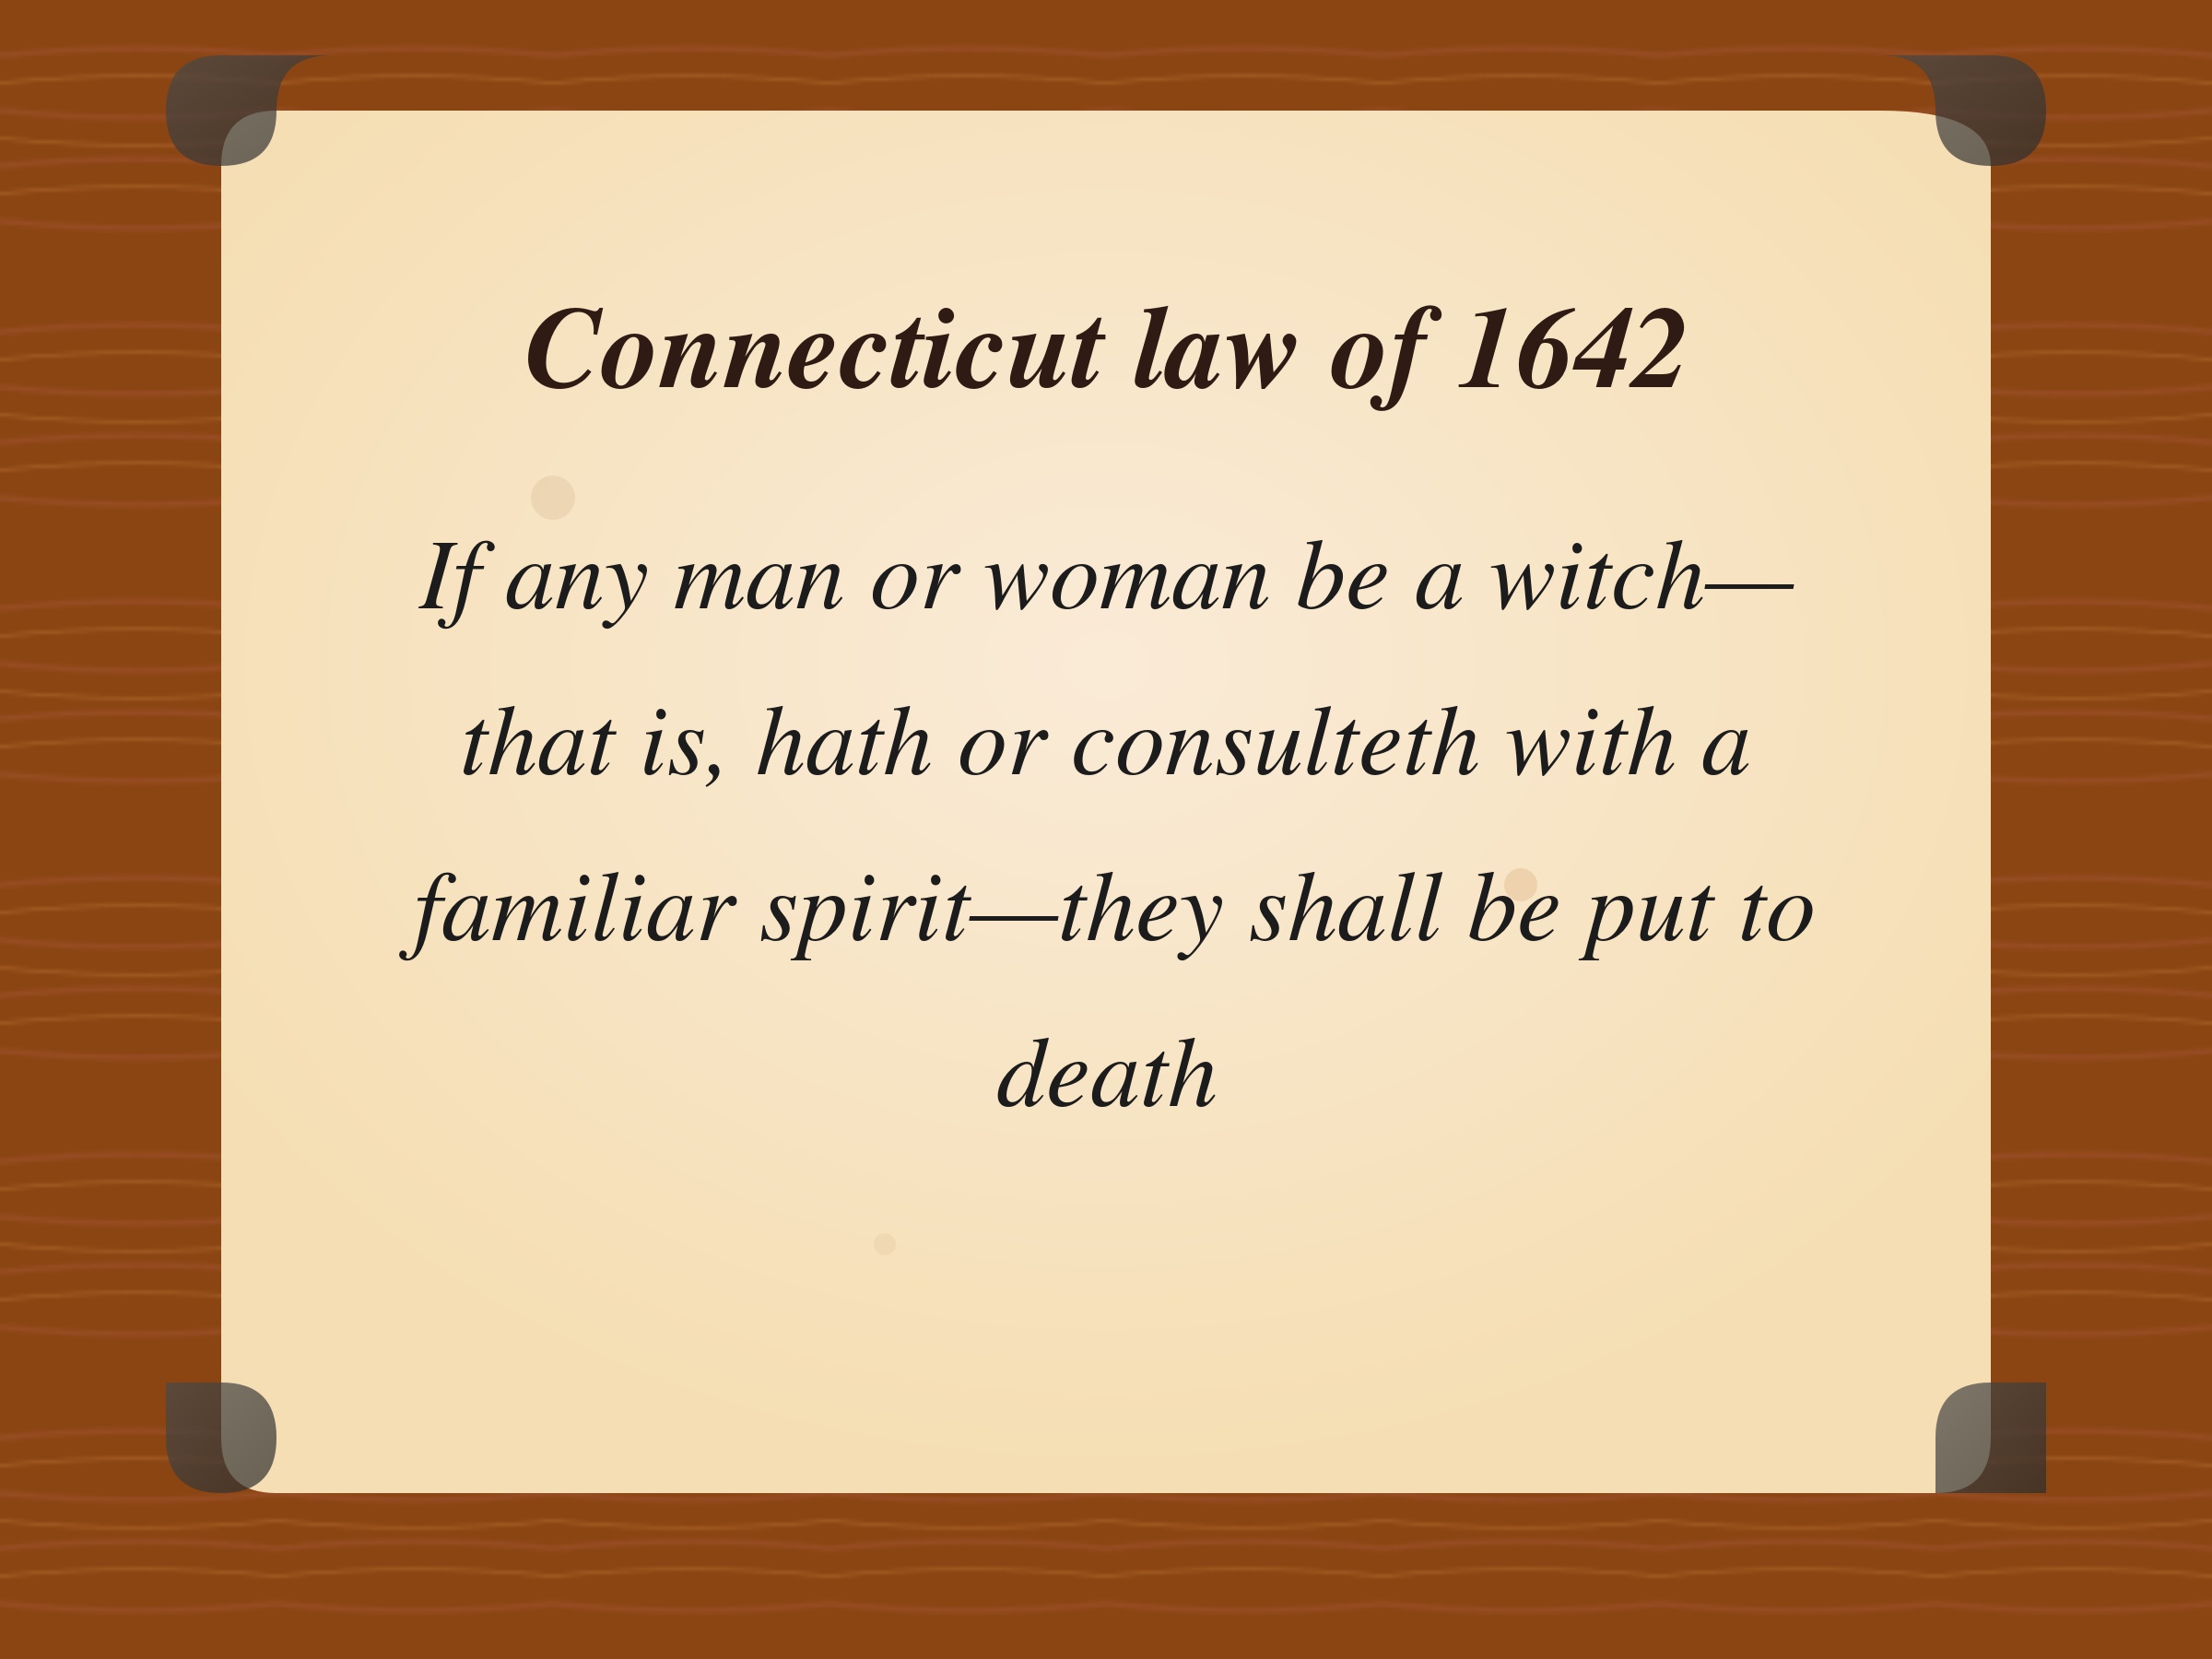 Connecticut law of 1642
If any man or woman be a witch—
that is, hath or consulteth with a
familiar spirit—they shall be put to
death